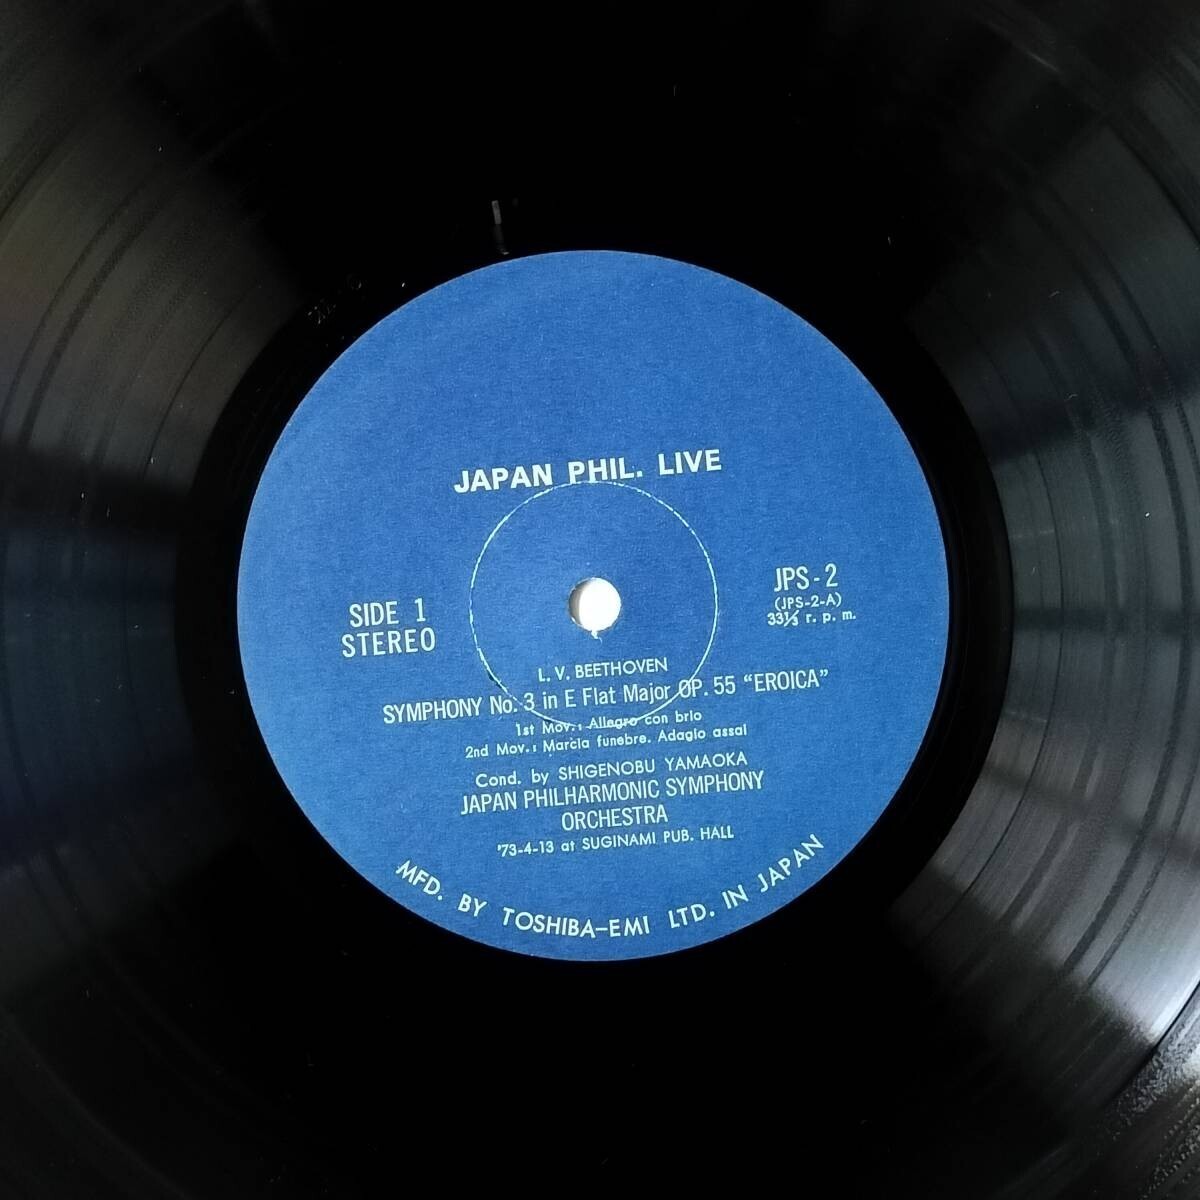 JAPAN PHIL. LIVE
SIDE 1
STEREO
JPS-2
(JPS-2-A)
33⅓ r. p. m.
L. V. BEETHOVEN
SYMPHONY No. 3 in E Flat Major OP. 55 “EROICA”
1st Mov.: Allegro con brio
2nd Mov.: Marcia funebre. Adagio assai
Cond. by SHIGENOBU YAMAOKA
JAPAN PHILHARMONIC SYMPHONY
ORCHESTRA
'73-4-13 at SUGINAMI PUB. HALL
MFD. BY TOSHIBA-EMI LTD. IN JAPAN